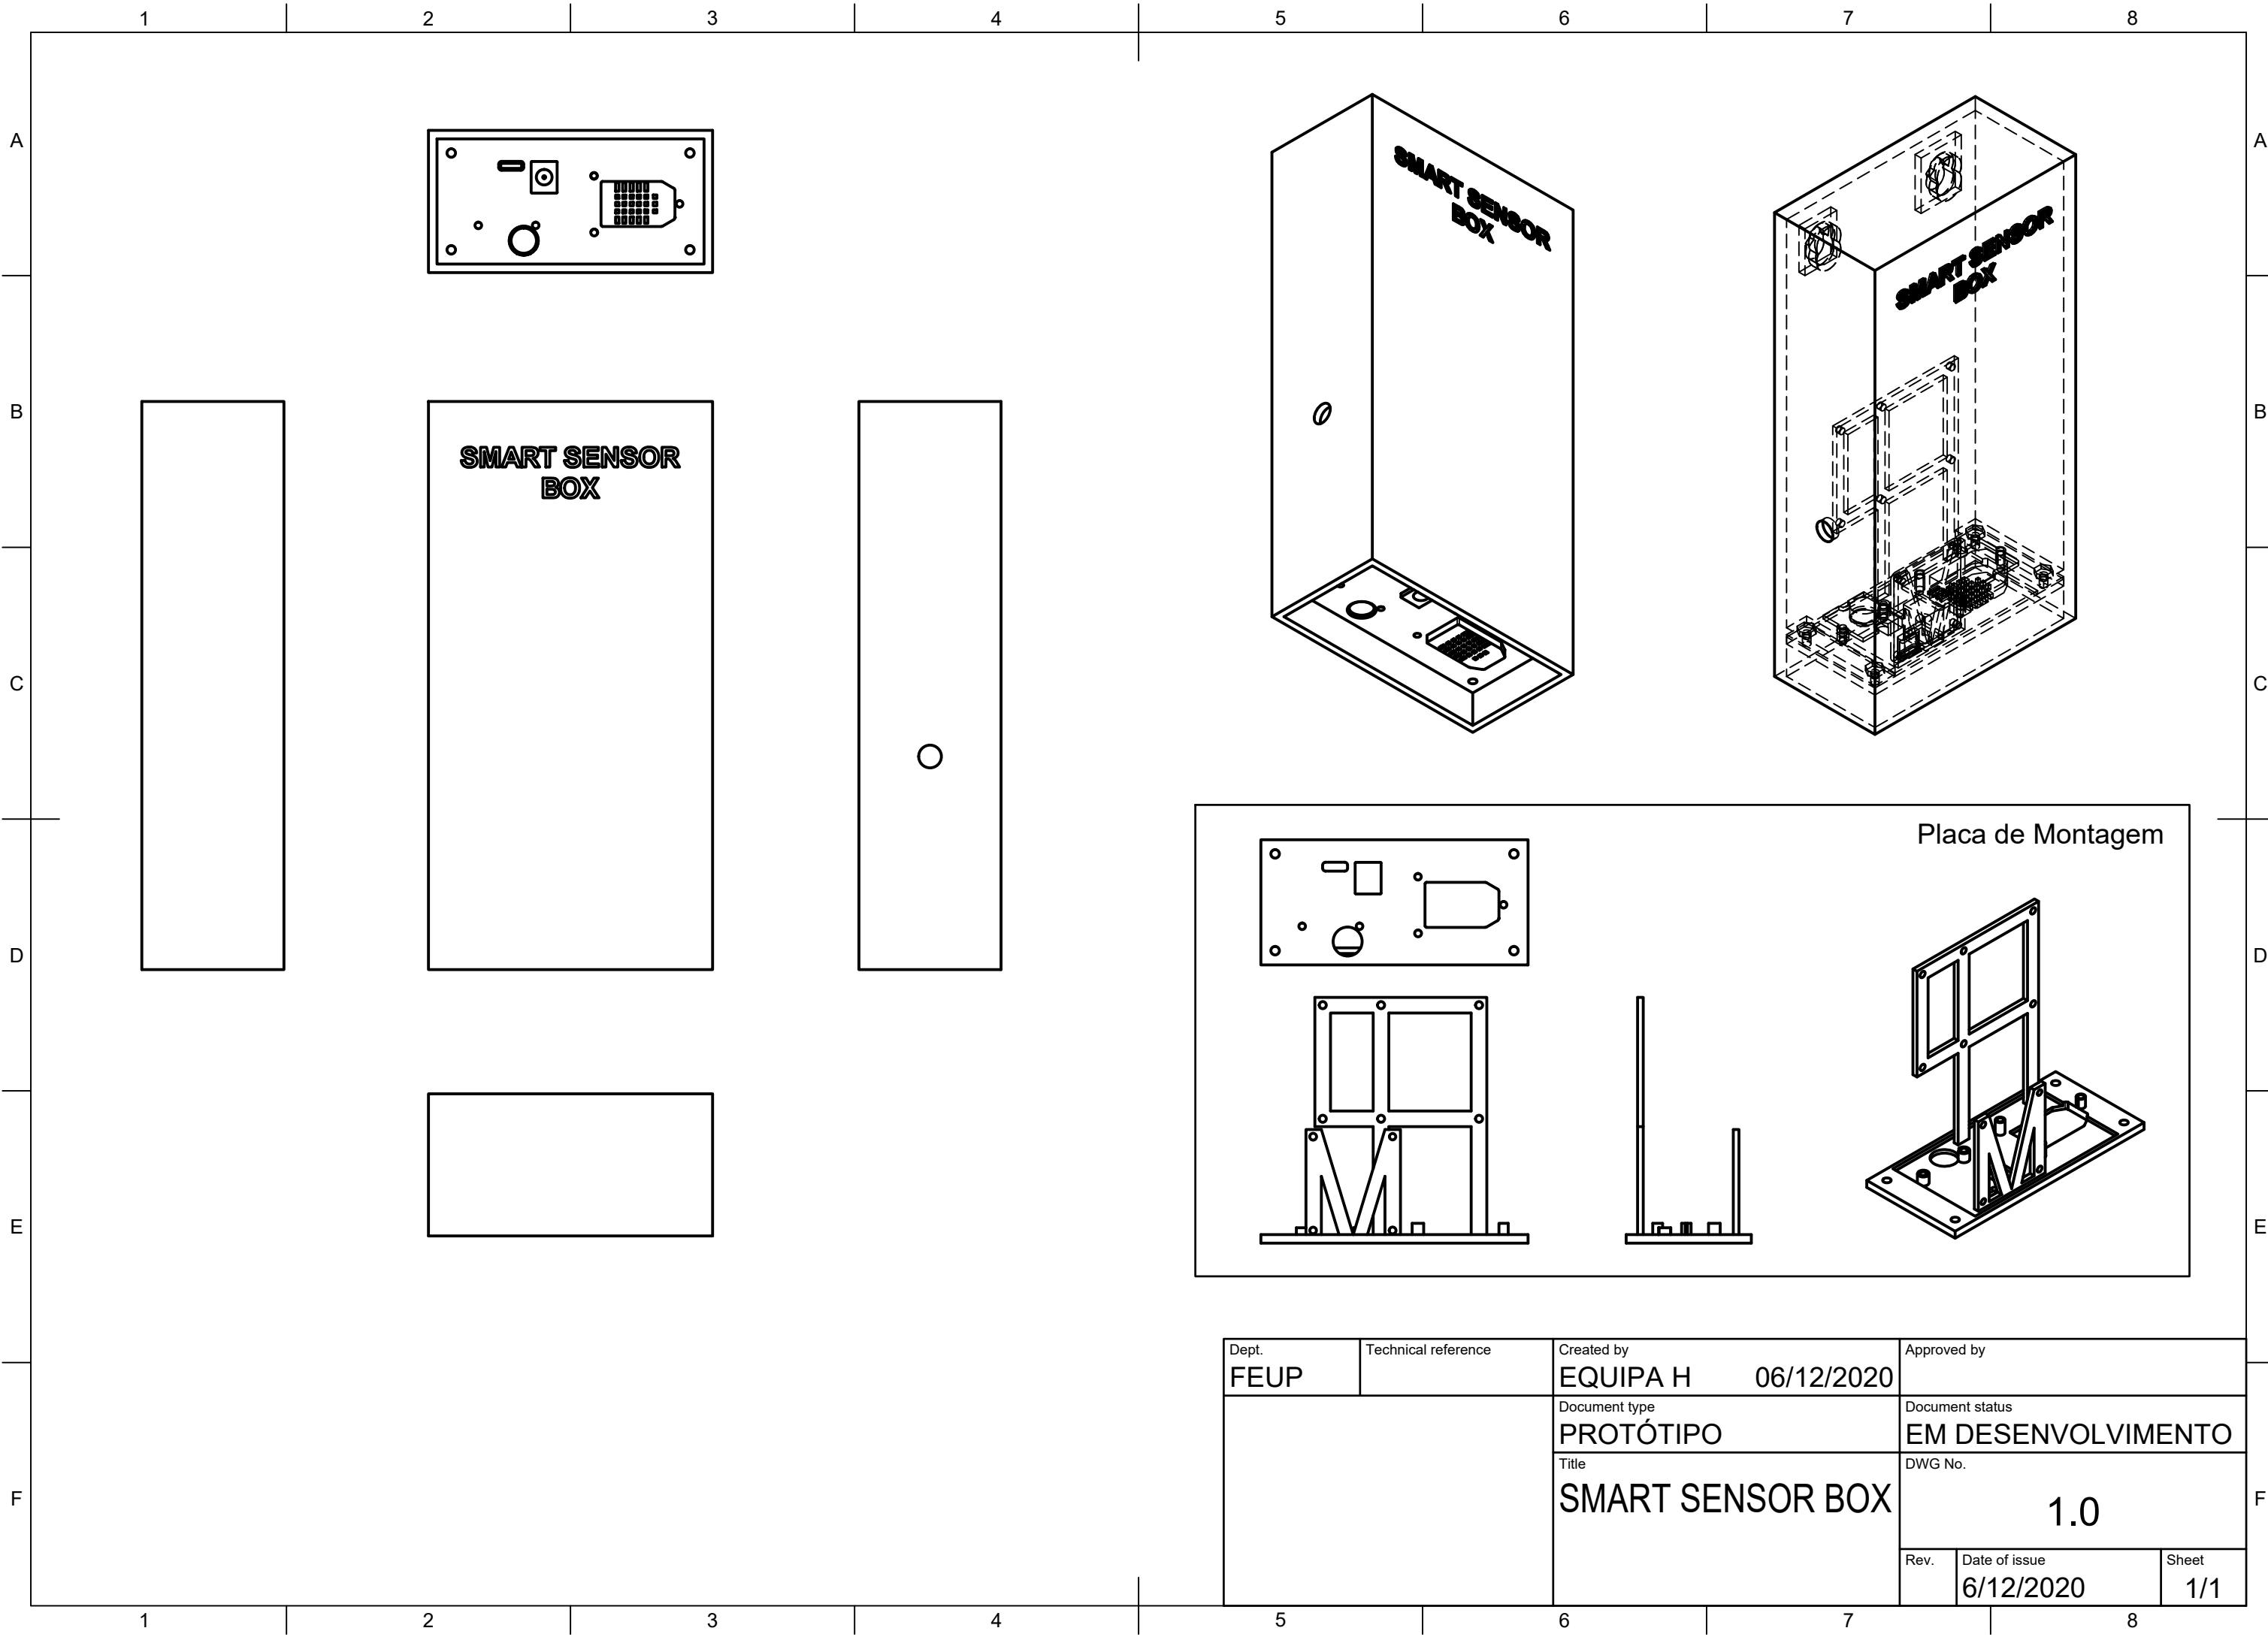 1 2 3 4 5 6 7 8
A A
SMART SENSOR
BOX
SMART SENSOR
BOX
B B
SMART SENSOR
BOX
C C
Placa de Montagem
D D
E E
Dept.
FEUP
Technical reference
Created by
EQUIPA H 06/12/2020
Approved by
Document type
PROTÓTIPO
Document status
EM DESENVOLVIMENTO
Title
SMART SENSOR BOX
DWG No.
1.0
F F
Rev.
Date of issue
6/12/2020
Sheet
1/1
1 2 3 4 5 6 7 8